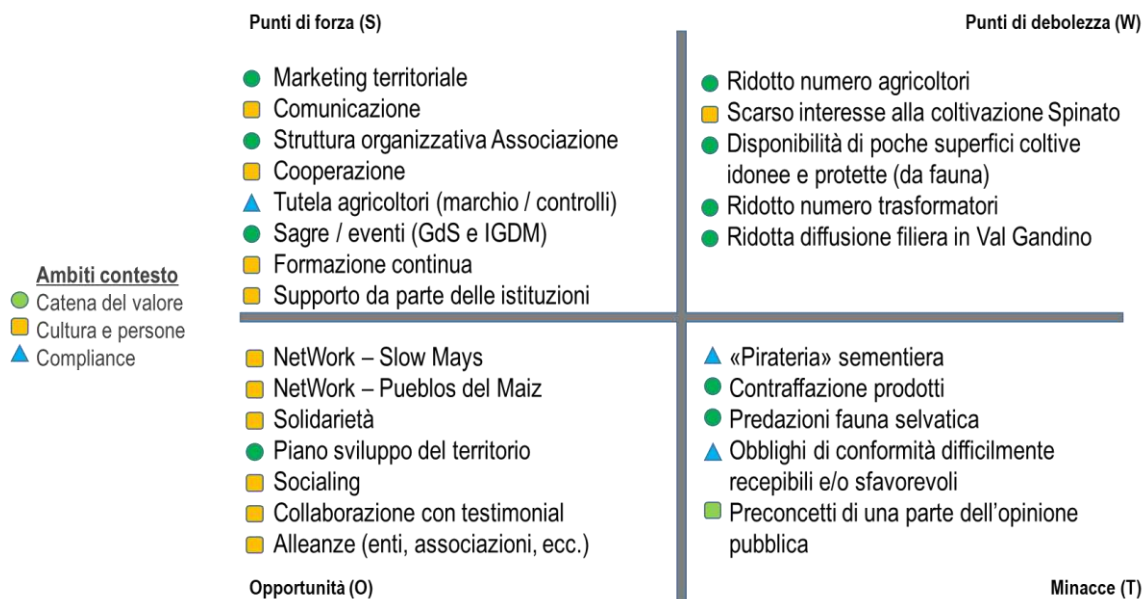 Punti di forza (S)
Marketing territoriale
Comunicazione
Struttura organizzativa Associazione
Cooperazione
Tutela agricoltori (marchio / controlli)
Sagre / eventi (GdS e IGDM)
Formazione continua
Supporto da parte delle istituzioni
Punti di debolezza (W)
Ridotto numero agricoltori
Scarso interesse alla coltivazione Spinato
Disponibilità di poche superfici coltive
idonee e protette (da fauna)
Ridotto numero trasformatori
Ridotta diffusione filiera in Val Gandino
Ambiti contesto
Catena del valore
Cultura e persone
Compliance
NetWork – Slow Mays
NetWork – Pueblos del Maiz
Solidarietà
Piano sviluppo del territorio
Socialing
Collaborazione con testimonial
Alleanze (enti, associazioni, ecc.)
Opportunità (O)
«Pirateria» sementiera
Contraffazione prodotti
Predazioni fauna selvatica
Obblighi di conformità difficilmente
recepibili e/o sfavorevoli
Preconcetti di una parte dell'opinione
pubblica
Minacce (T)